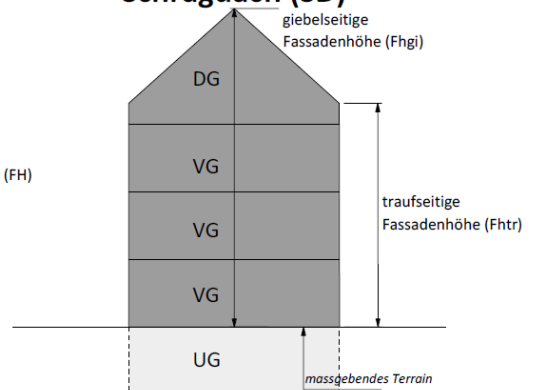 Schrägdach (SD)
giebelseitige
Fassadenhöhe (Fhgi)
DG
VG
(FH)
traufseitige
Fassadenhöhe (Fhtr)
VG
VG
UG
massgebendes Terrain